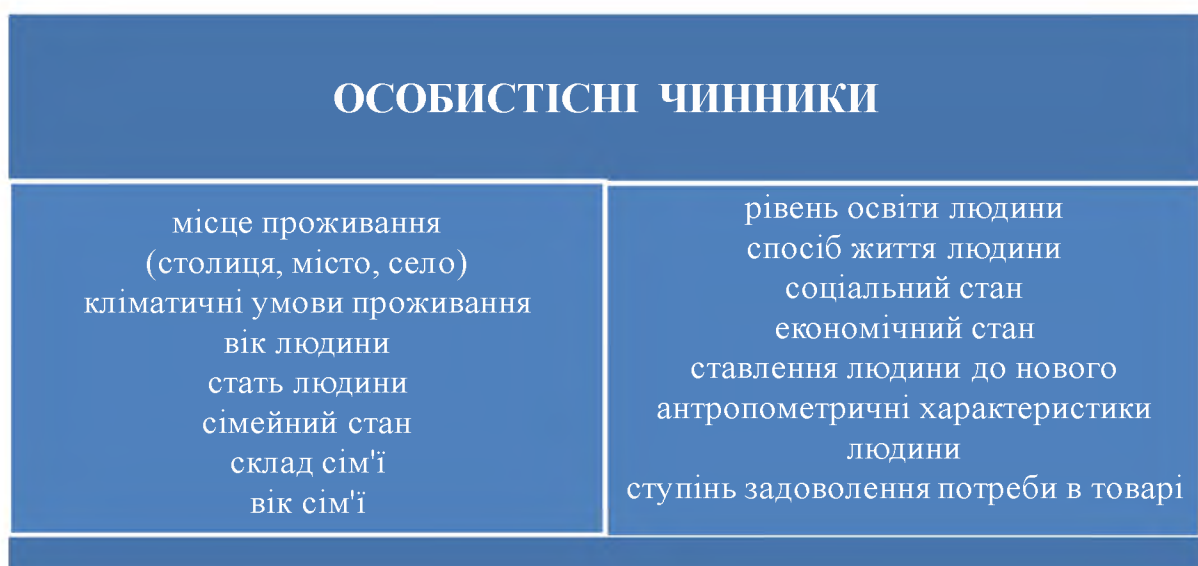 ОСОБИСТІСНІ ЧИННИКИ
місце проживання
(столиця, місто, село)
кліматичні умови проживання
вік людини
стать людини
сімейний стан
склад сім'ї
вік сім'ї
рівень освіти людини
спосіб життя людини
соціальний стан
економічний стан
ставлення людини до нового
антропометричні характеристики
людини
ступінь задоволення потреби в товарі